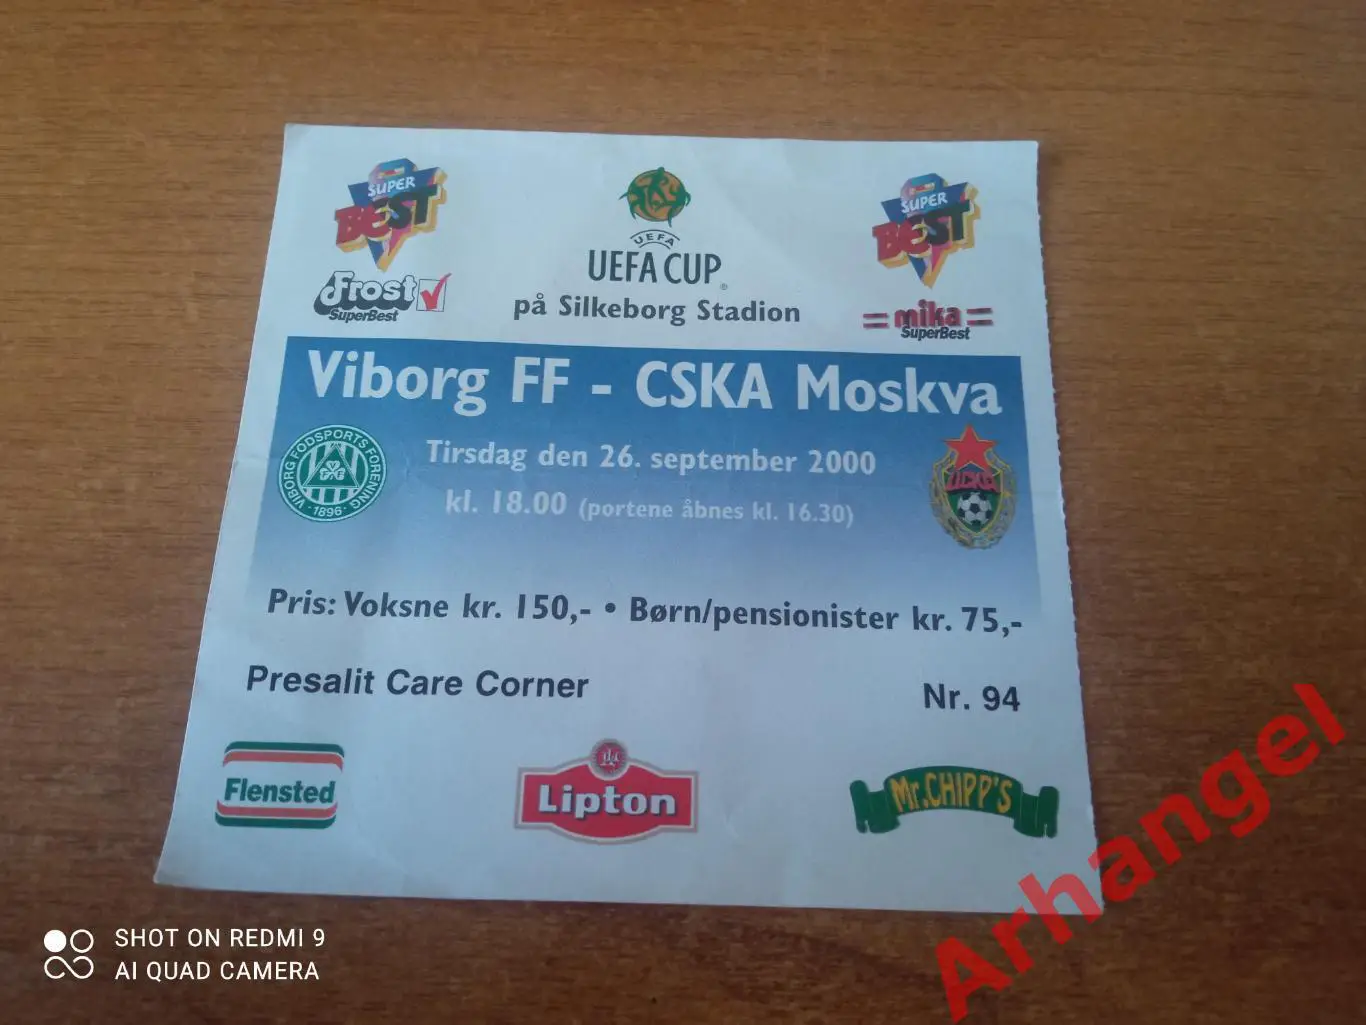 SUPER BEST
Frost
SuperBest
UEFA
UEFA CUP
på Silkeborg Stadion
SUPER BEST
mika
SuperBest
Viborg FF - CSKA Moskva
VIBORG FODSPORTS FORENING
· 1896 ·
V F F
Tirsdag den 26. september 2000
kl. 18.00 (portene åbnes kl. 16.30)
ЦСКА
Pris: Voksne kr. 150,- • Børn/pensionister kr. 75,-
Presalit Care Corner
Nr. 94
Flensted
Lipton
Mr. CHIPP'S
SHOT ON REDMI 9
AI QUAD CAMERA
Arhangel